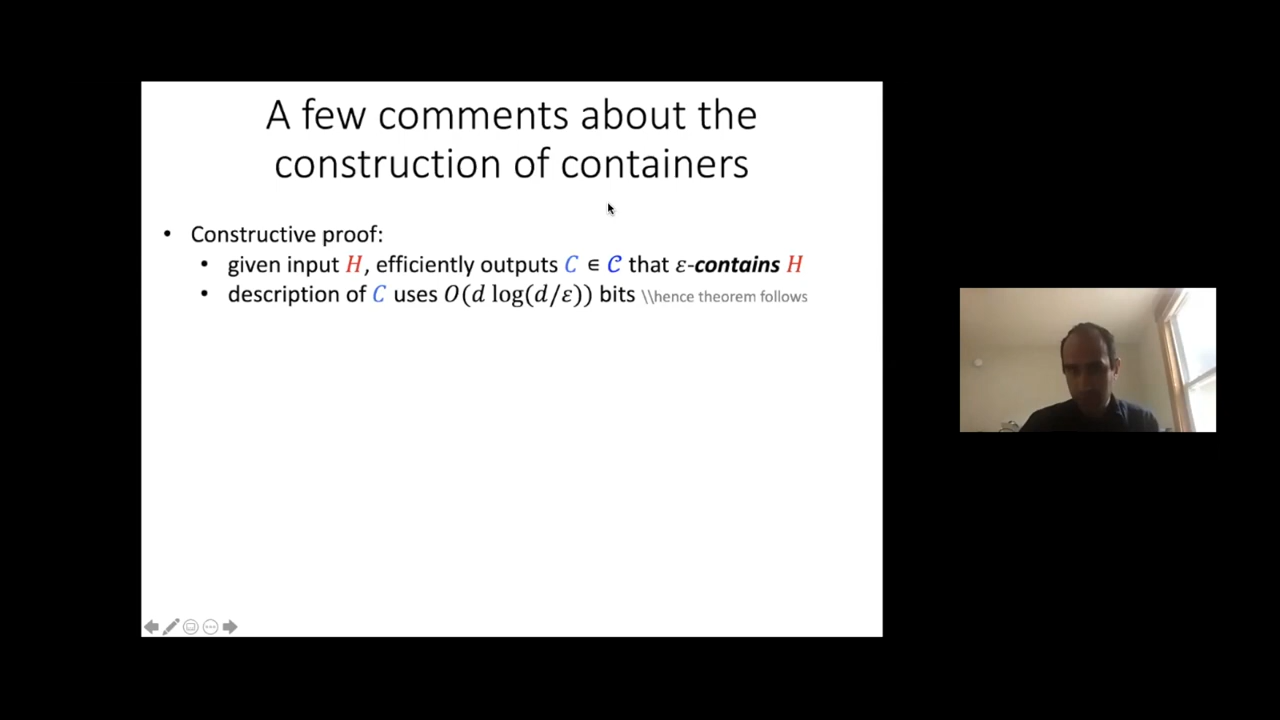 A few comments about the
construction of containers
• Constructive proof:
• given input H, efficiently outputs C ∈ 𝒞 that ε-contains H
• description of C uses O(d log(d/ε)) bits \\hence theorem follows